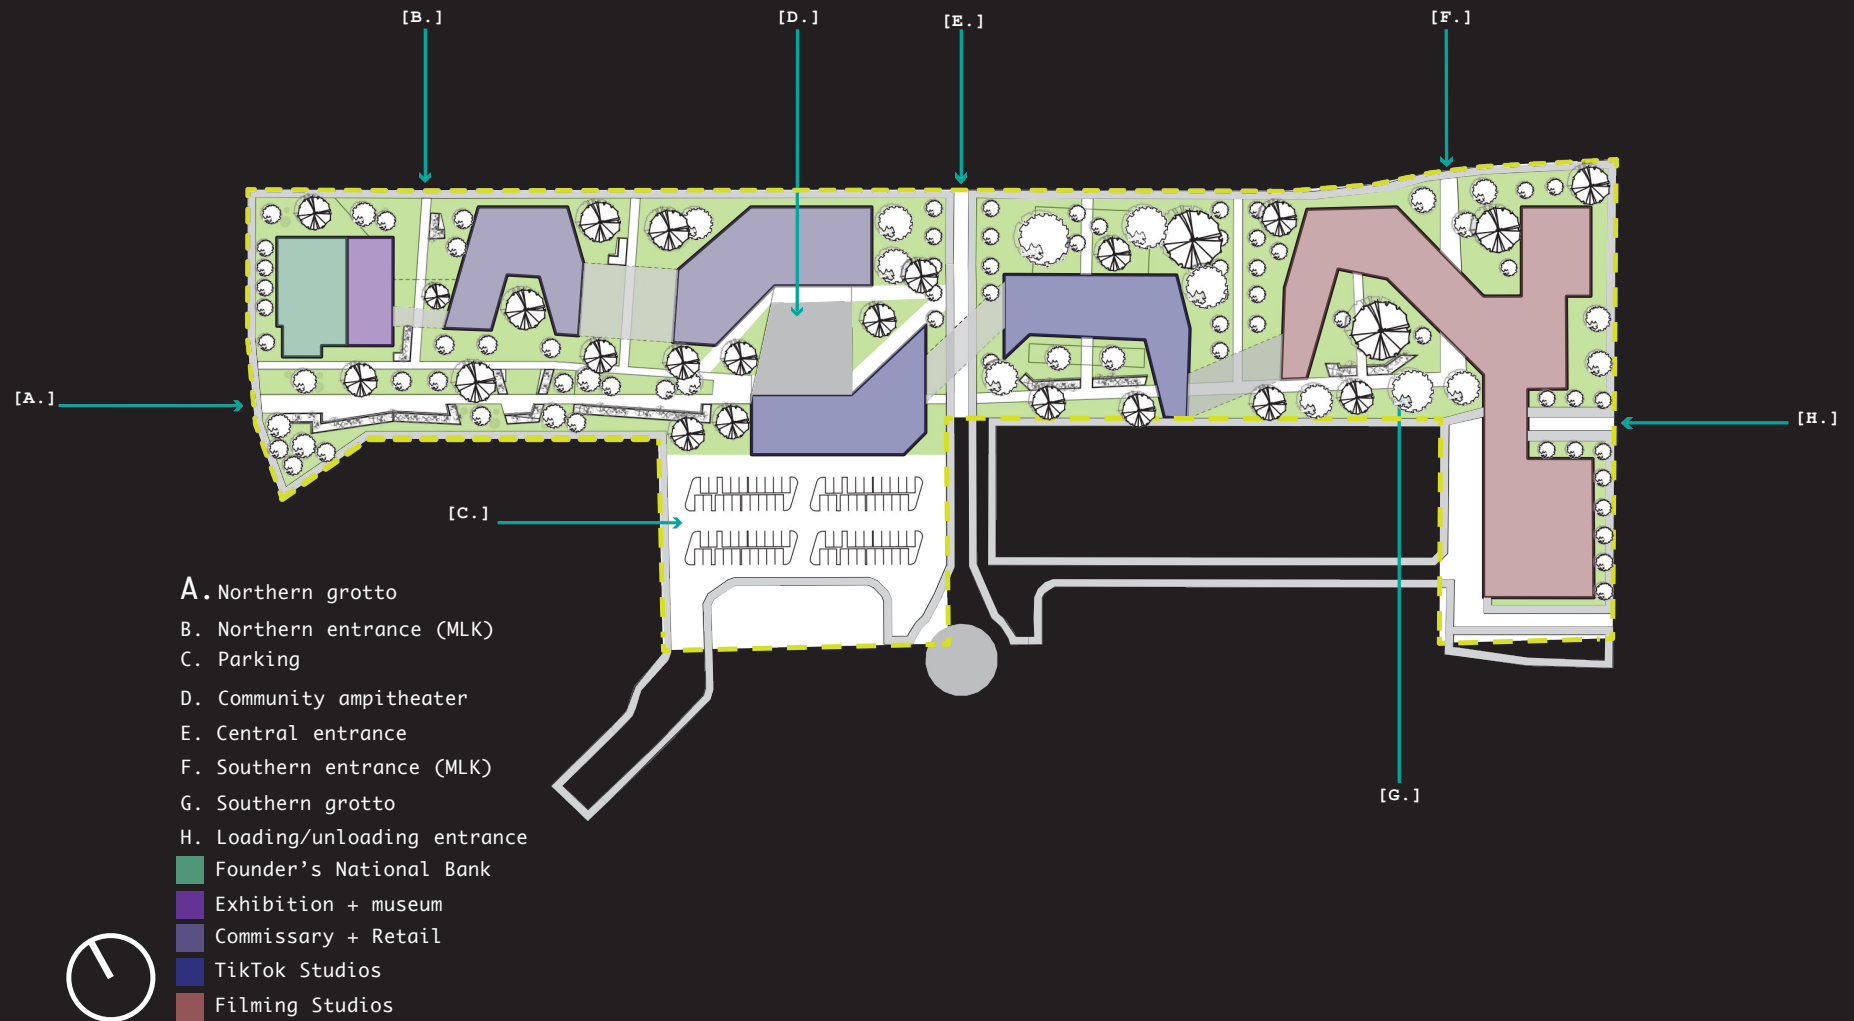 [B.]
[D.]
[E.]
[F.]
[A.]
[H.]
[C.]
A. Northern grotto
B. Northern entrance (MLK)
C. Parking
D. Community ampitheater
E. Central entrance
F. Southern entrance (MLK)
[G.]
G. Southern grotto
H. Loading/unloading entrance
Founder’s National Bank
Exhibition + museum
Commissary + Retail
TikTok Studios
Filming Studios